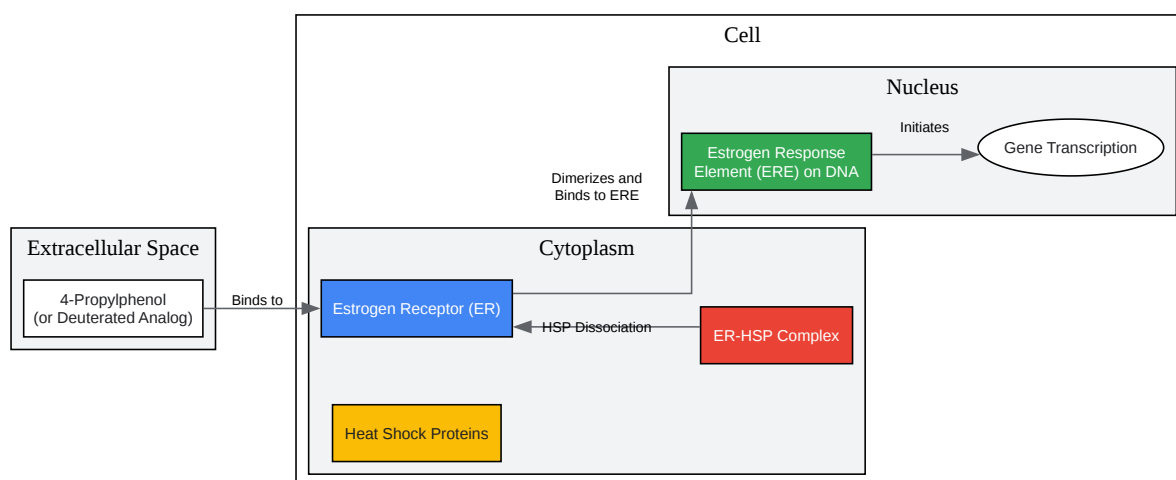 Cell
Nucleus
Initiates
Estrogen Response
Element (ERE) on DNA
Gene Transcription
Dimerizes and
Binds to ERE
Extracellular Space
Cytoplasm
4-Propylphenol
(or Deuterated Analog)
Binds to
Estrogen Receptor (ER)
HSP Dissociation
ER-HSP Complex
Heat Shock Proteins